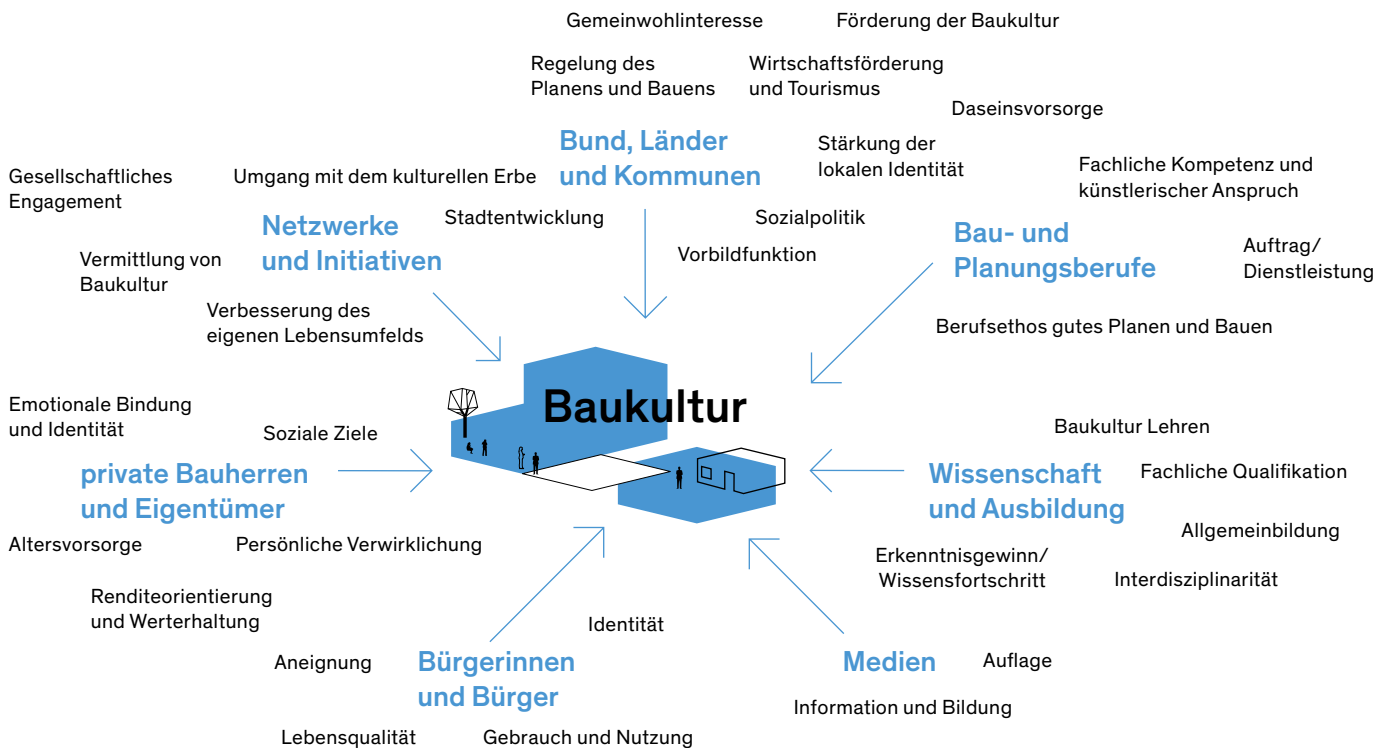 Gemeinwohlinteresse
Förderung der Baukultur
Regelung des
Planens und Bauens
Wirtschaftsförderung
und Tourismus
Daseinsvorsorge
Bund, Länder
und Kommunen
Stärkung der
lokalen Identität
Stadtentwicklung
Sozialpolitik
Vorbildfunktion
Gesellschaftliches
Engagement
Umgang mit dem kulturellen Erbe
Netzwerke
und Initiativen
Vermittlung von
Baukultur
Verbesserung des
eigenen Lebensumfelds
Fachliche Kompetenz und
künstlerischer Anspruch
Bau- und
Planungsberufe
Auftrag/
Dienstleistung
Berufsethos gutes Planen und Bauen
Baukultur
Emotionale Bindung
und Identität
Soziale Ziele
private Bauherren
und Eigentümer
Altersvorsorge
Persönliche Verwirklichung
Renditeorientierung
und Werterhaltung
Baukultur Lehren
Wissenschaft
und Ausbildung
Fachliche Qualifikation
Allgemeinbildung
Erkenntnisgewinn/
Wissensfortschritt
Interdisziplinarität
Identität
Aneignung
Bürgerinnen
und Bürger
Lebensqualität
Gebrauch und Nutzung
Medien
Auflage
Information und Bildung